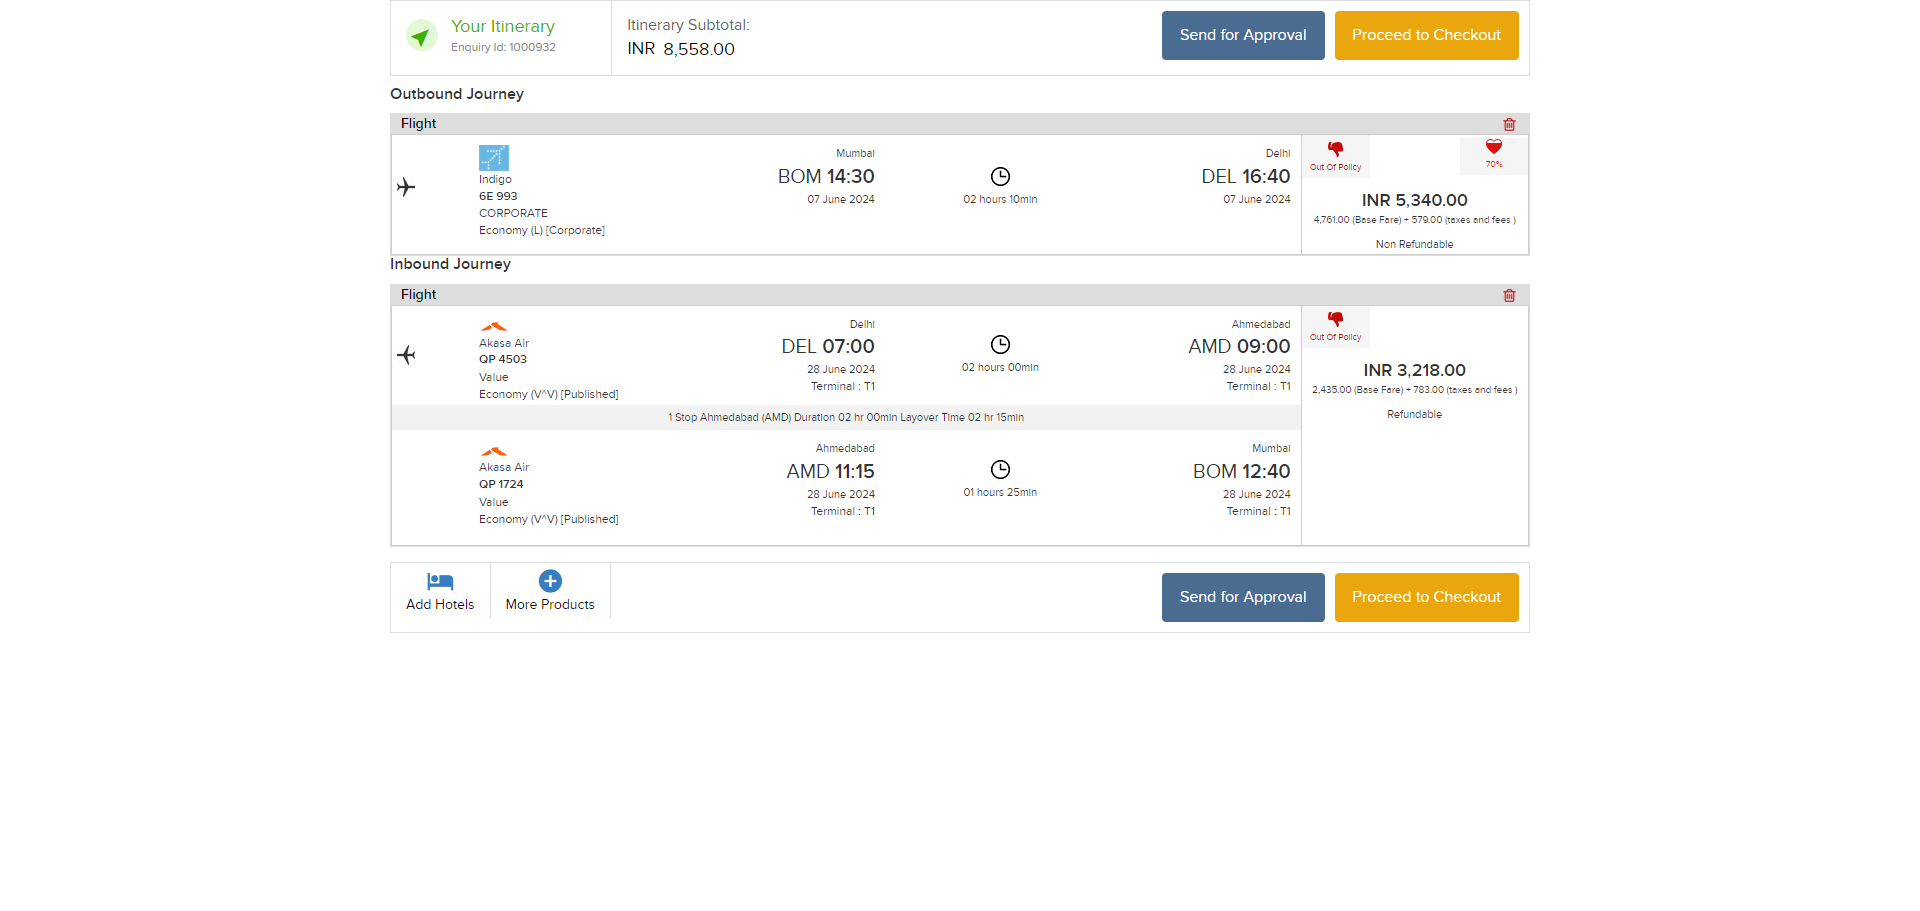 Your Itinerary
Enquiry Id: 1000932
Itinerary Subtotal:
INR 8,558.00
Send for Approval
Proceed to Checkout
Outbound Journey
Flight
Indigo
6E 993
CORPORATE
Economy (L) [Corporate]
Mumbai
BOM 14:30
07 June 2024
02 hours 10min
Delhi
DEL 16:40
07 June 2024
Out Of Policy
70%
INR 5,340.00
4,761.00 (Base Fare) + 579.00 (taxes and fees )
Non Refundable
Inbound Journey
Flight
Akasa Air
QP 4503
Value
Economy (V^V) [Published]
Delhi
DEL 07:00
28 June 2024
Terminal : T1
02 hours 00min
Ahmedabad
AMD 09:00
28 June 2024
Terminal : T1
Out Of Policy
INR 3,218.00
2,435.00 (Base Fare) + 783.00 (taxes and fees )
Refundable
1 Stop Ahmedabad (AMD) Duration 02 hr 00min Layover Time 02 hr 15min
Akasa Air
QP 1724
Value
Economy (V^V) [Published]
Ahmedabad
AMD 11:15
28 June 2024
Terminal : T1
01 hours 25min
Mumbai
BOM 12:40
28 June 2024
Terminal : T1
Add Hotels
More Products
Send for Approval
Proceed to Checkout